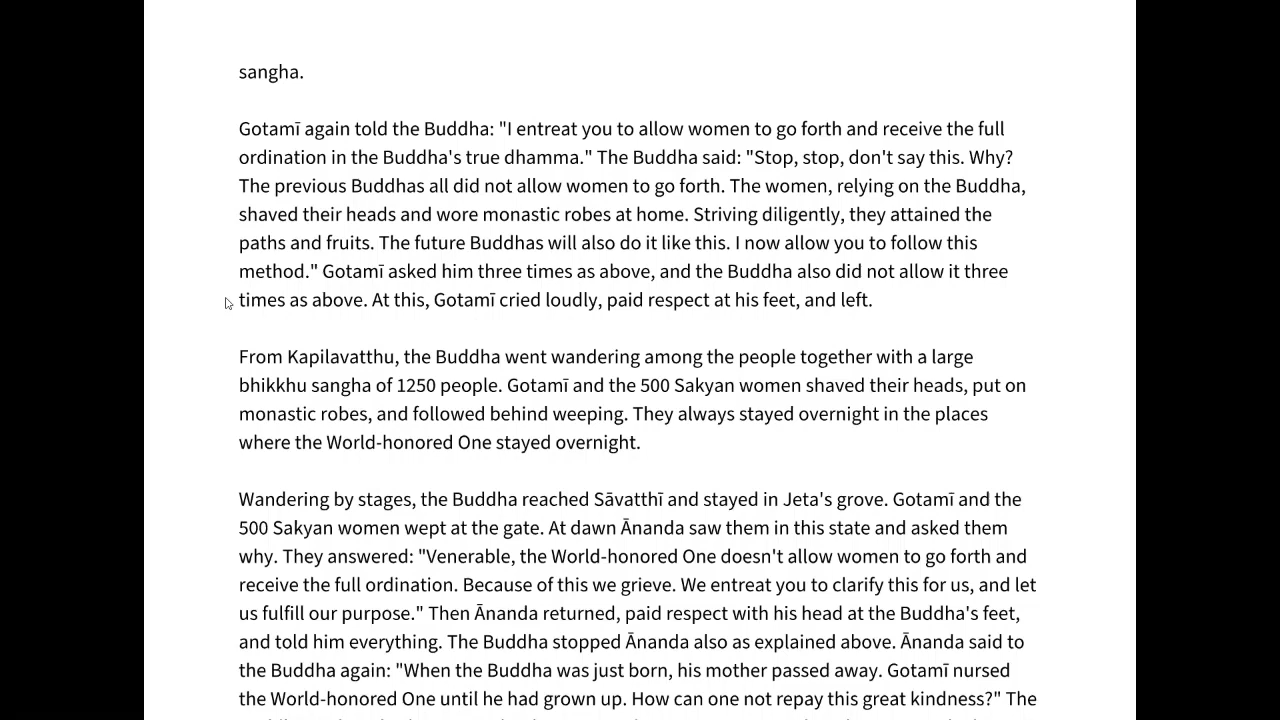 sangha.
Gotamī again told the Buddha: "I entreat you to allow women to go forth and receive the full
ordination in the Buddha's true dhamma." The Buddha said: "Stop, stop, don't say this. Why?
The previous Buddhas all did not allow women to go forth. The women, relying on the Buddha,
shaved their heads and wore monastic robes at home. Striving diligently, they attained the
paths and fruits. The future Buddhas will also do it like this. I now allow you to follow this
method." Gotamī asked him three times as above, and the Buddha also did not allow it three
times as above. At this, Gotamī cried loudly, paid respect at his feet, and left.
From Kapilavatthu, the Buddha went wandering among the people together with a large
bhikkhu sangha of 1250 people. Gotamī and the 500 Sakyan women shaved their heads, put on
monastic robes, and followed behind weeping. They always stayed overnight in the places
where the World-honored One stayed overnight.
Wandering by stages, the Buddha reached Sāvatthī and stayed in Jeta's grove. Gotamī and the
500 Sakyan women wept at the gate. At dawn Ānanda saw them in this state and asked them
why. They answered: "Venerable, the World-honored One doesn't allow women to go forth and
receive the full ordination. Because of this we grieve. We entreat you to clarify this for us, and let
us fulfill our purpose." Then Ānanda returned, paid respect with his head at the Buddha's feet,
and told him everything. The Buddha stopped Ānanda also as explained above. Ānanda said to
the Buddha again: "When the Buddha was just born, his mother passed away. Gotamī nursed
the World-honored One until he had grown up. How can one not repay this great kindness?" The